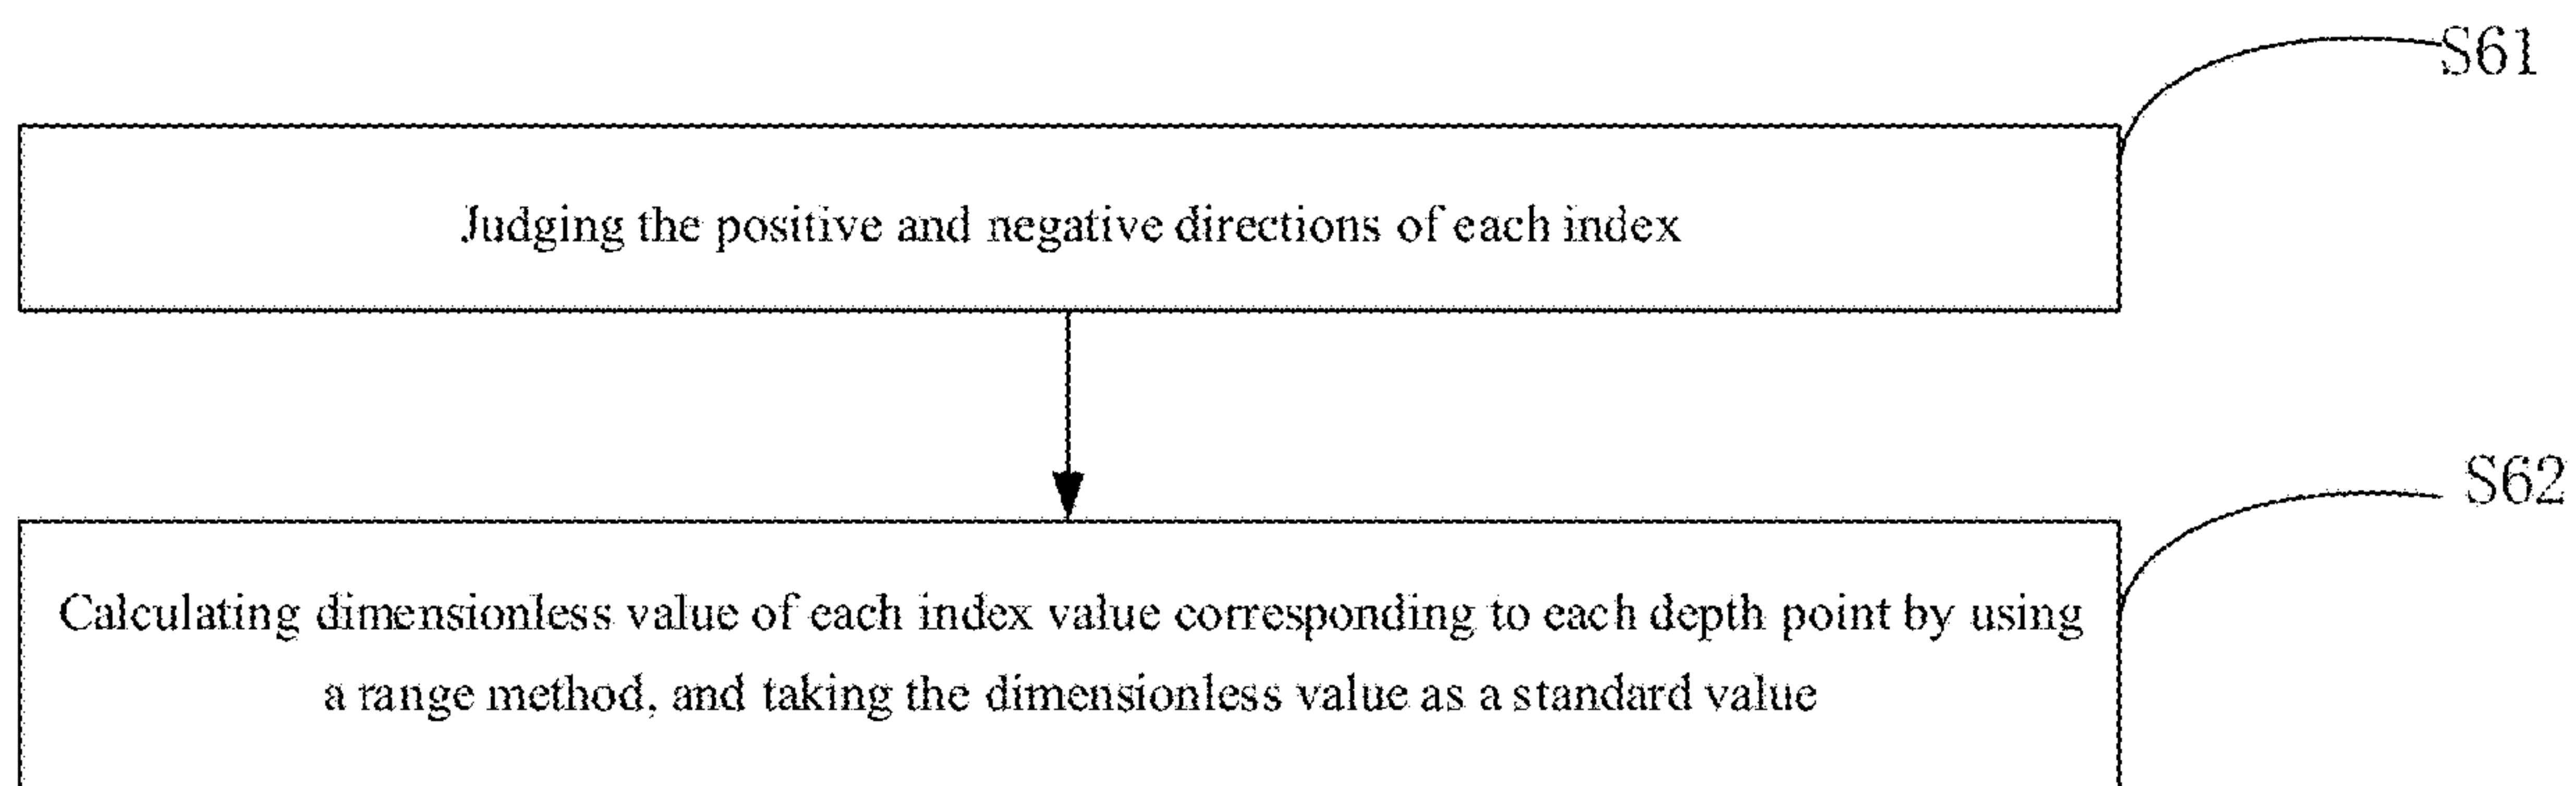 S61
Judging the positive and negative directions of each index
S62
Calculating dimensionless value of each index value corresponding to each depth point by using
a range method, and taking the dimensionless value as a standard value